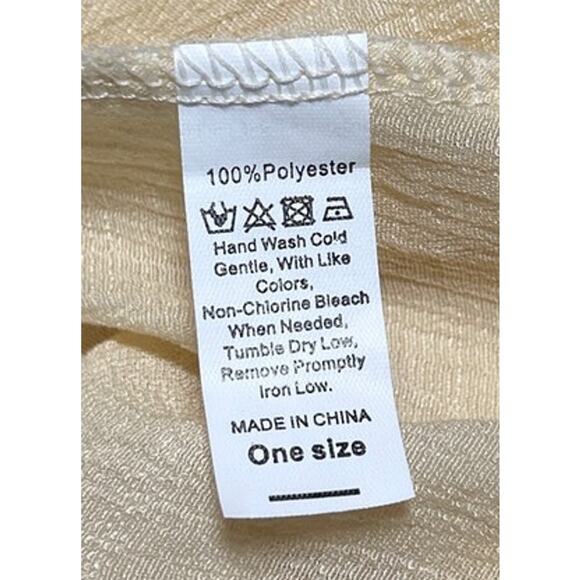 100%Polyester
Hand Wash Cold
Gentle, With Like
Colors,
Non-Chlorine Bleach
When Needed,
Tumble Dry Low,
Remove Promptly
Iron Low.
MADE IN CHINA
One size